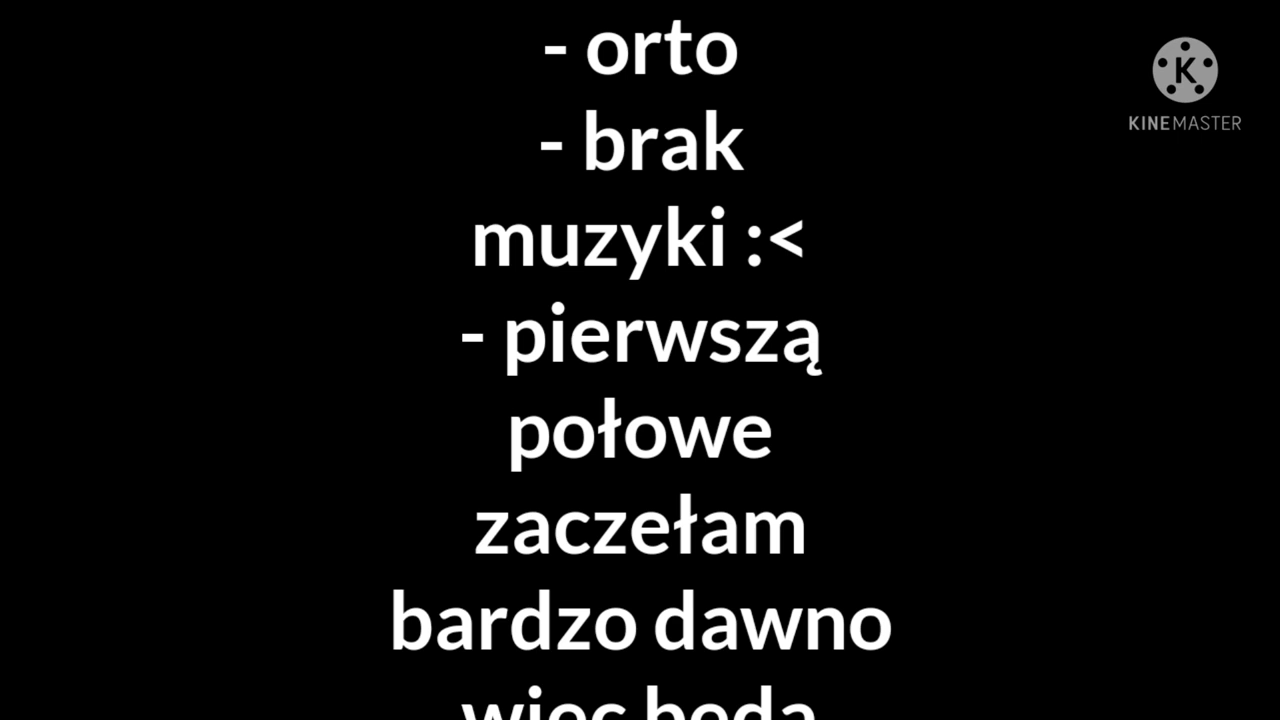 - orto
- brak
muzyki :<
- pierwszą
połowe
zaczełam
bardzo dawno
K
KINEMASTER